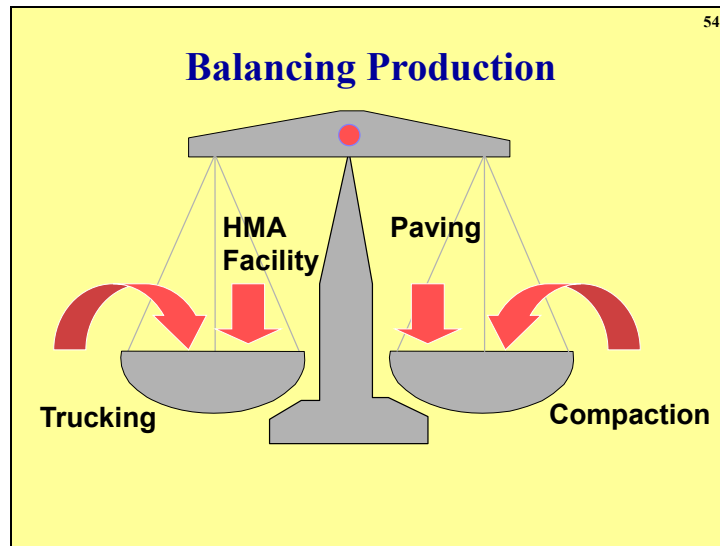 54
Balancing Production
HMA
Facility
Paving
Trucking
Compaction